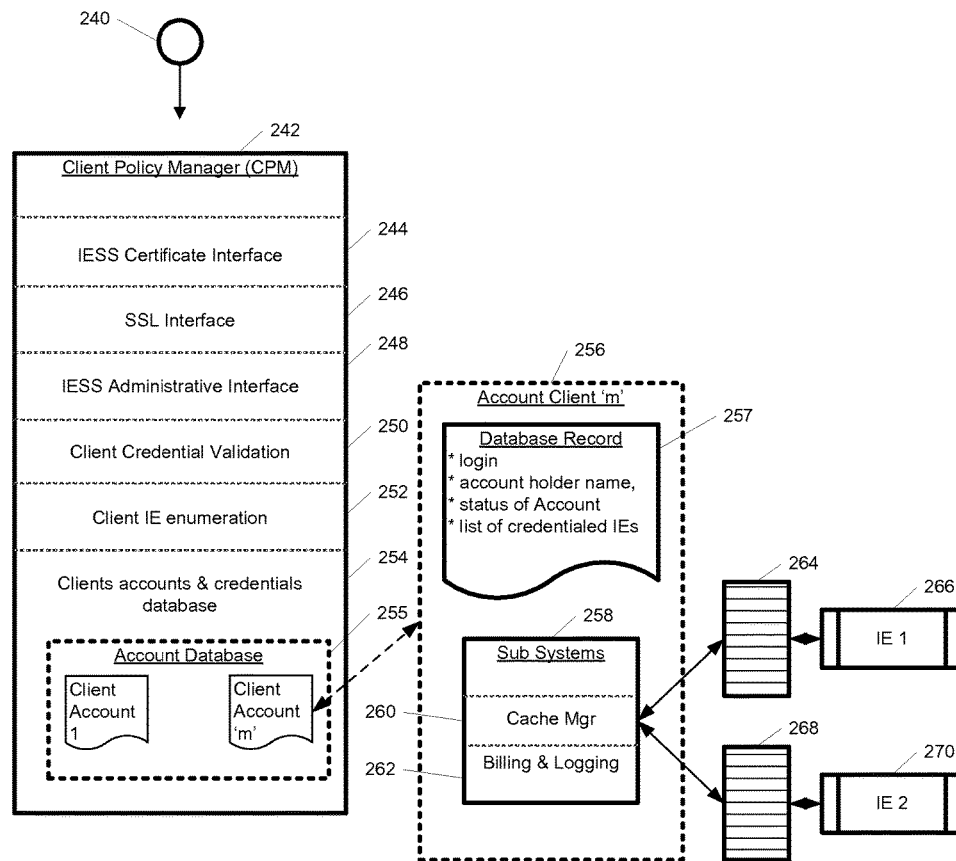 240
242
Client Policy Manager (CPM)
244
IESS Certificate Interface
246
SSL Interface
248
IESS Administrative Interface
250
Client Credential Validation
252
Client IE enumeration
254
Clients accounts & credentials
database
255
Account Database
Client
Account
1
Client
Account
'm'
256
Account Client 'm'
257
Database Record
* login
* account holder name,
* status of Account
* list of credentialed IEs
258
Sub Systems
260
Cache Mgr
262
Billing & Logging
264
266
IE 1
268
270
IE 2